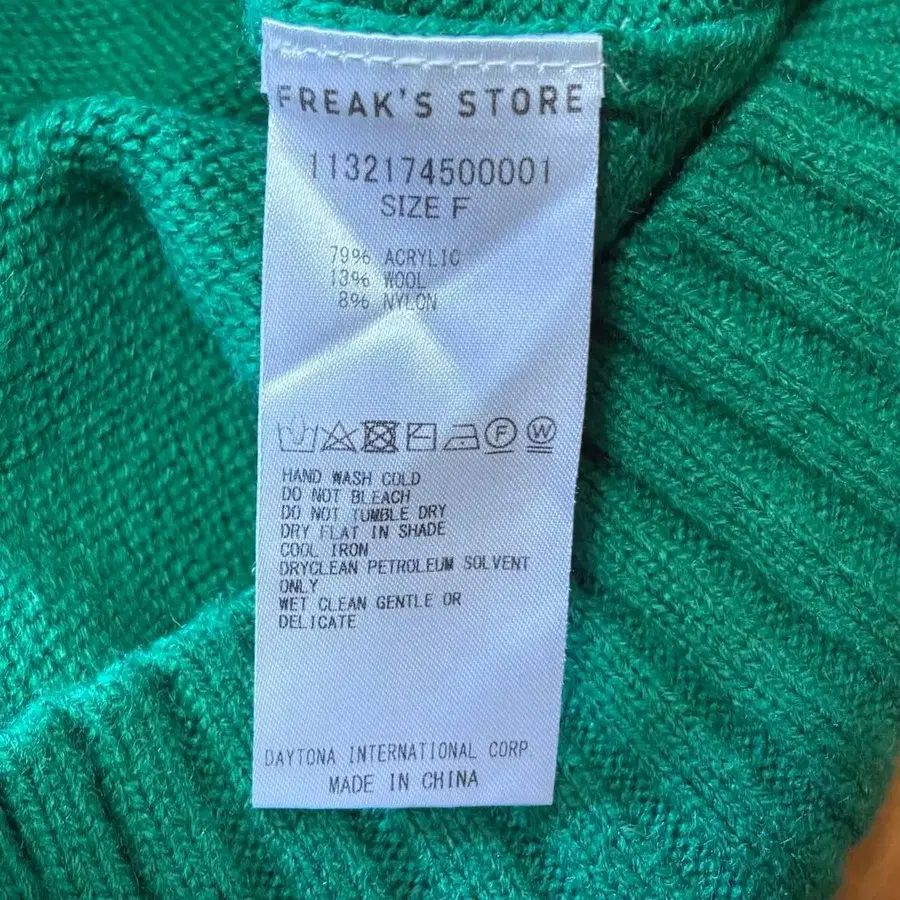 FREAK'S STORE
1132174500001
SIZE F
79% ACRYLIC
13% WOOL
8% NYLON
F W
HAND WASH COLD
DO NOT BLEACH
DO NOT TUMBLE DRY
DRY FLAT IN SHADE
COOL IRON
DRYCLEAN PETROLEUM SOLVENT
ONLY
WET CLEAN GENTLE OR
DELICATE
DAYTONA INTERNATIONAL CORP
MADE IN CHINA